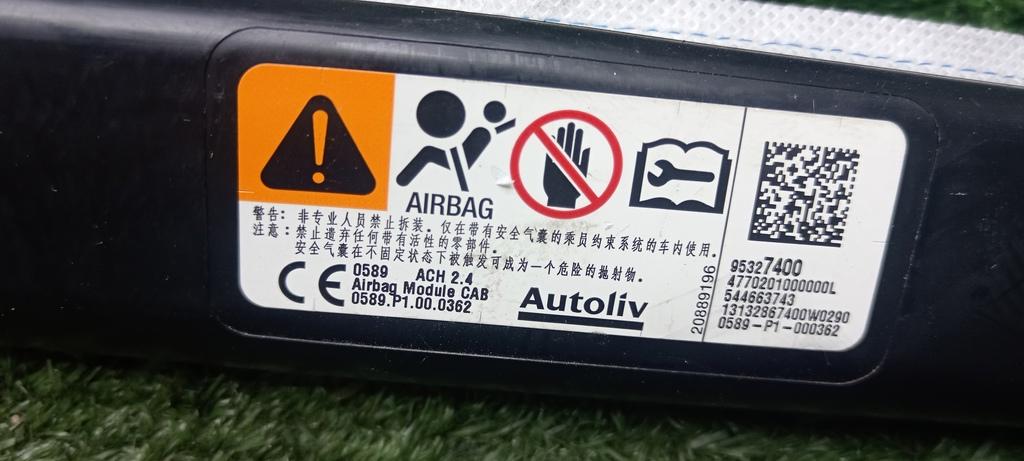 AIRBAG
警告: 非专业人员禁止拆装。仅在带有安全气囊的乘员约束系统的车内使用。
注意: 禁止遗弃任何带有活性的零部件。
安全气囊在不固定状态下被触发可成为一个危险的抛射物。
CE 0589 ACH 2.4
Airbag Module CAB
0589.P1.00.0362
Autoliv
20889196
95327400
4770201000000L
544663743
13132867400W0290
0589-P1-000362